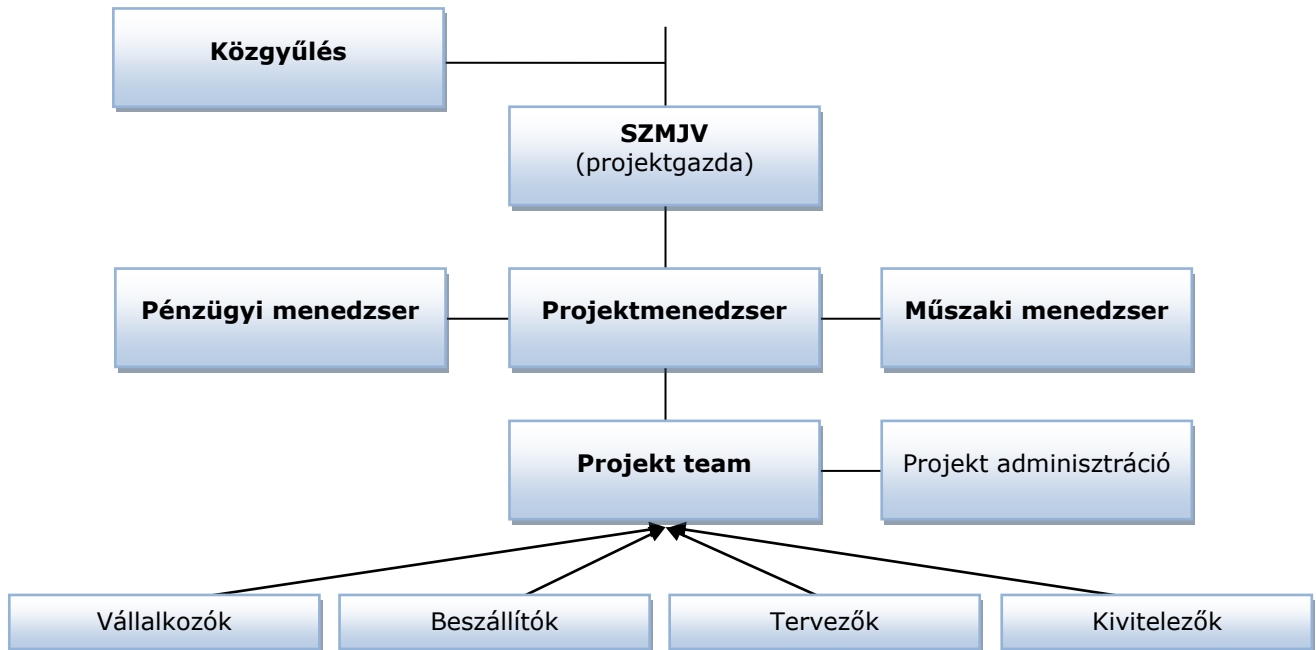 Közgyűlés
SZMJV
(projektgazda)
Pénzügyi menedzser
Projektmenedzser
Műszaki menedzser
Projekt team
Projekt adminisztráció
Vállalkozók
Beszállítók
Tervezők
Kivitelezők